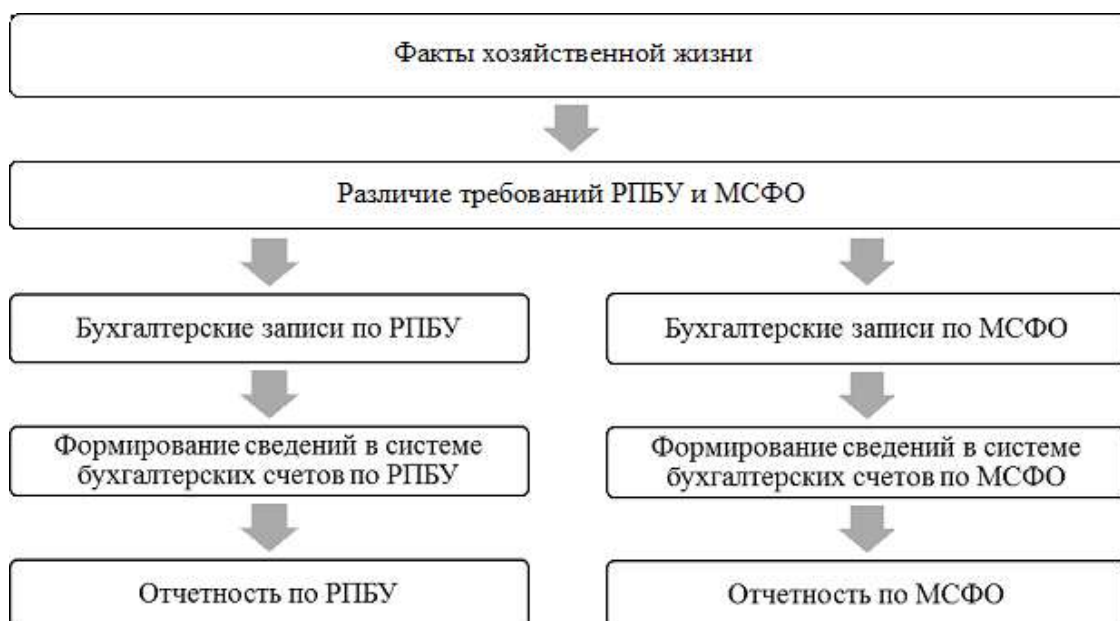 Факты хозяйственной жизни
Различие требований РПБУ и МСФО
Бухгалтерские записи по РПБУ
Бухгалтерские записи по МСФО
Формирование сведений в системе
бухгалтерских счетов по РПБУ
Формирование сведений в системе
бухгалтерских счетов по МСФО
Отчетность по РПБУ
Отчетность по МСФО